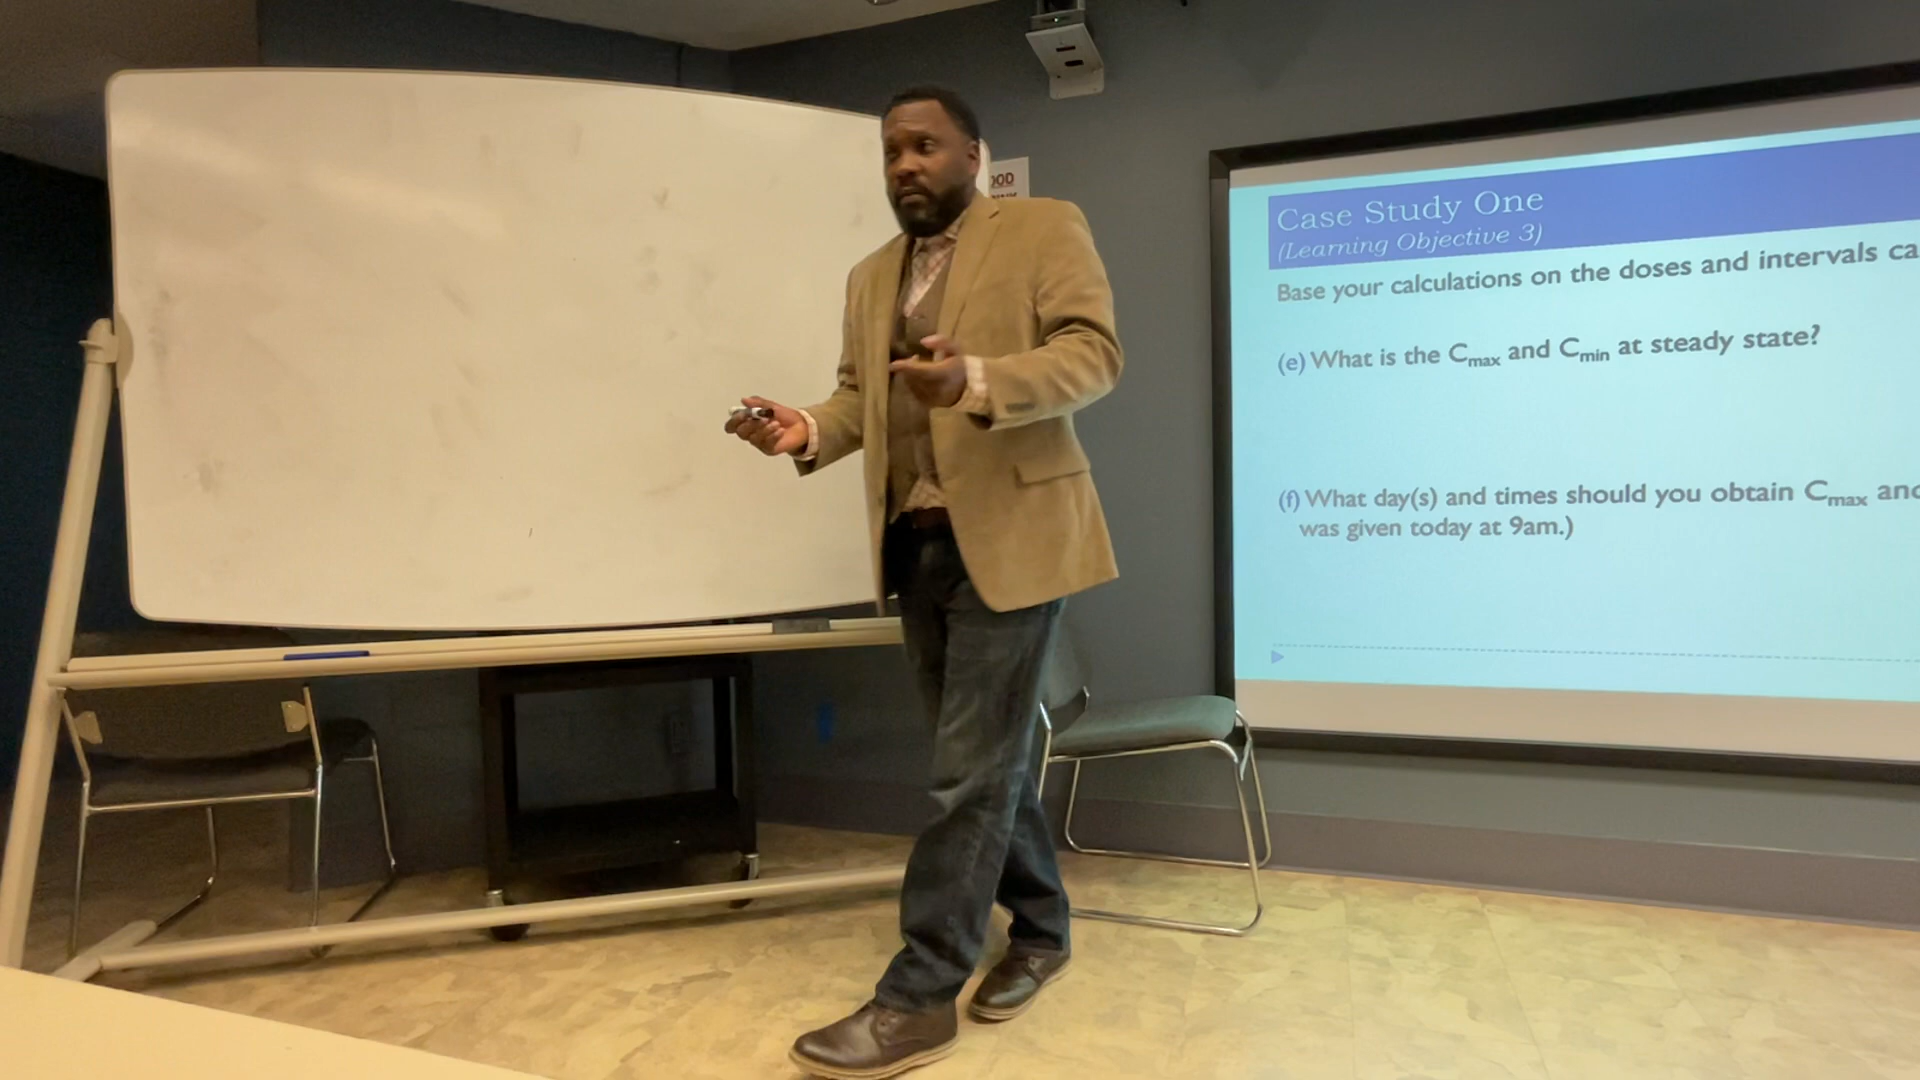 OOD
Case Study One
(Learning Objective 3)
Base your calculations on the doses and intervals ca
(e) What is the Cmax and Cmin at steady state?
(f) What day(s) and times should you obtain Cmax and
was given today at 9am.)